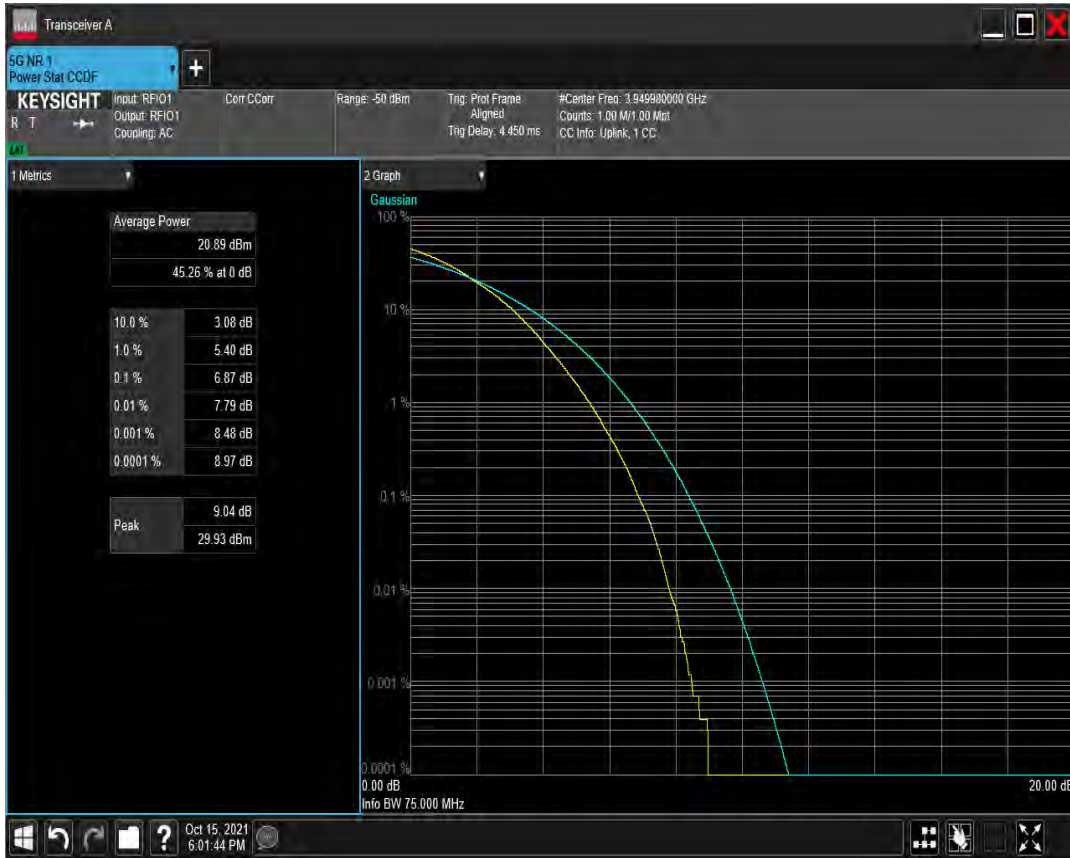 Transceiver A
5G NR 1
Power Stat CCDF
+
KEYSIGHT
R T
LXI
Input: RFIO1
Output: RFIO1
Coupling: AC
Corr CCorr
Range: -50 dBm
Trig: Prot Frame
Aligned
Trig Delay: 4.450 ms
#Center Freq: 3.949980000 GHz
Counts: 1.00 M/1.00 Mpt
CC Info: Uplink, 1 CC
1 Metrics
Average Power
20.89 dBm
45.26 % at 0 dB
10.0 % 3.08 dB
1.0 % 5.40 dB
0.1 % 6.87 dB
0.01 % 7.79 dB
0.001 % 8.48 dB
0.0001 % 8.97 dB
Peak
9.04 dB
29.93 dBm
2 Graph
Gaussian
100 %
10 %
1 %
0.1 %
0.01 %
0.001 %
0.0001 %
0.00 dB 20.00 dB
Info BW 75.000 MHz
?
Oct 15, 2021
6:01:44 PM